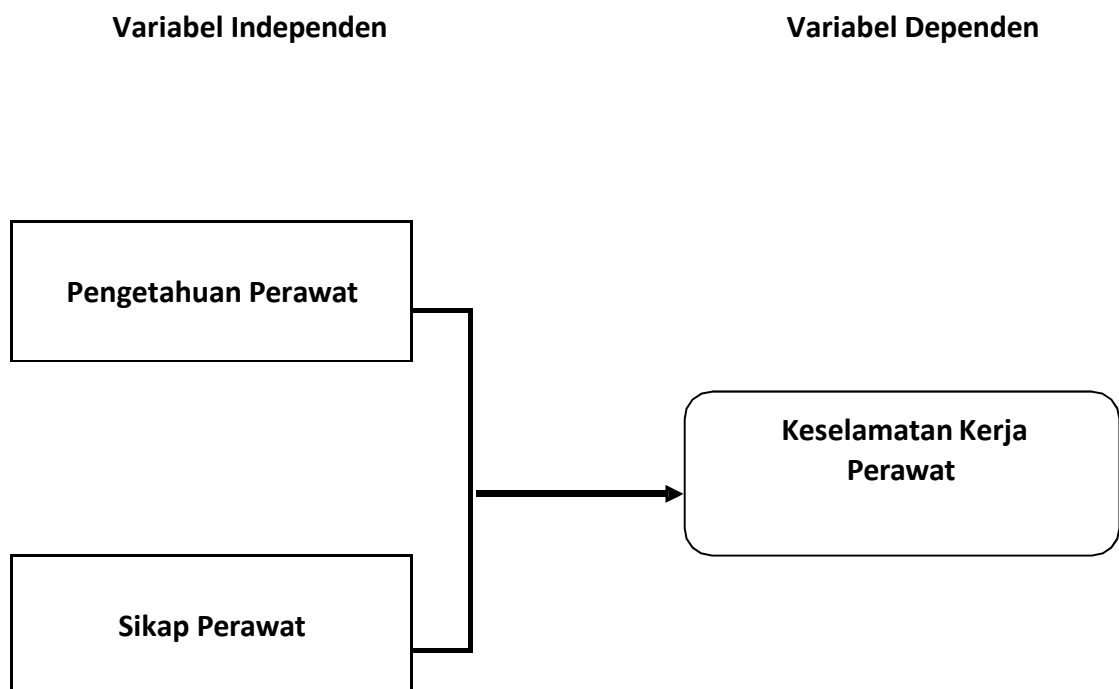 Variabel Independen
Variabel Dependen
Pengetahuan Perawat
Keselamatan Kerja
Perawat
Sikap Perawat